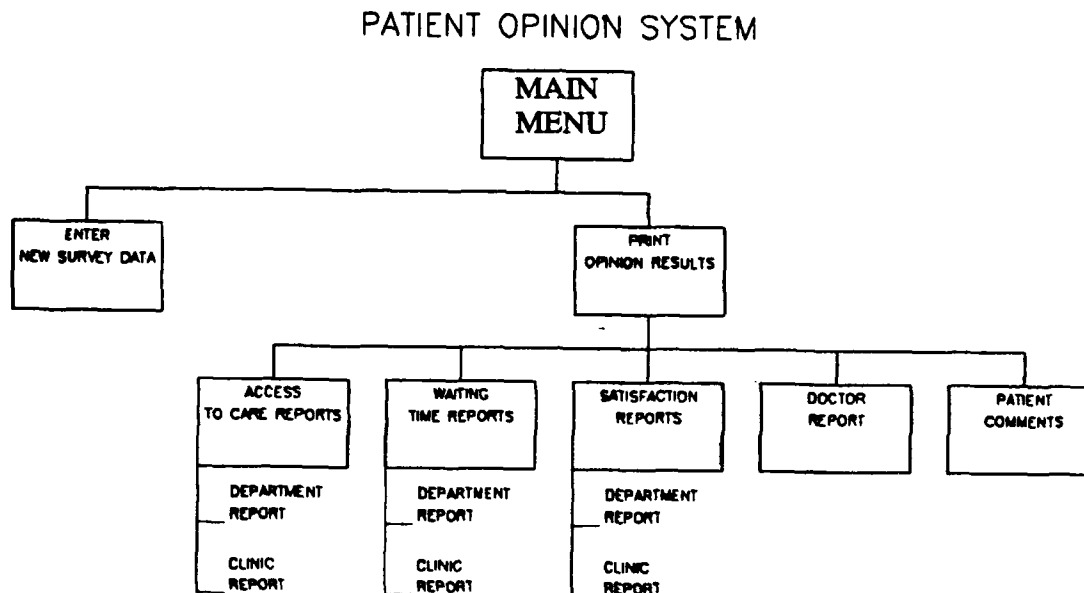 PATIENT OPINION SYSTEM
MAIN
MENU
ENTER
NEW SURVEY DATA
PRINT
OPINION RESULTS
ACCESS
TO CARE REPORTS
WAITING
TIME REPORTS
SATISFACTION
REPORTS
DOCTOR
REPORT
PATIENT
COMMENTS
DEPARTMENT
REPORT
CLINIC
REPORT
DEPARTMENT
REPORT
CLINIC
REPORT
DEPARTMENT
REPORT
CLINIC
REPORT